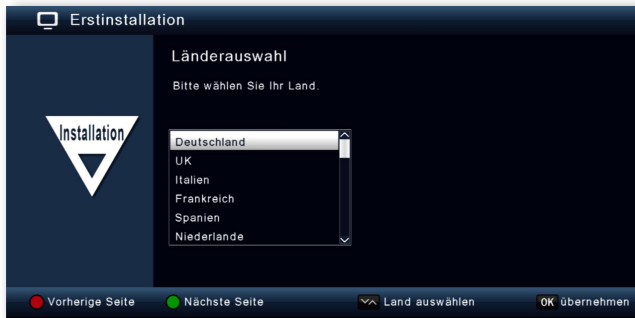 Erstinstallation
Länderauswahl
Bitte wählen Sie Ihr Land.
Installation
Deutschland
UK
Italien
Frankreich
Spanien
Niederlande
Vorherige Seite
Nächste Seite
Land auswählen
OK übernehmen